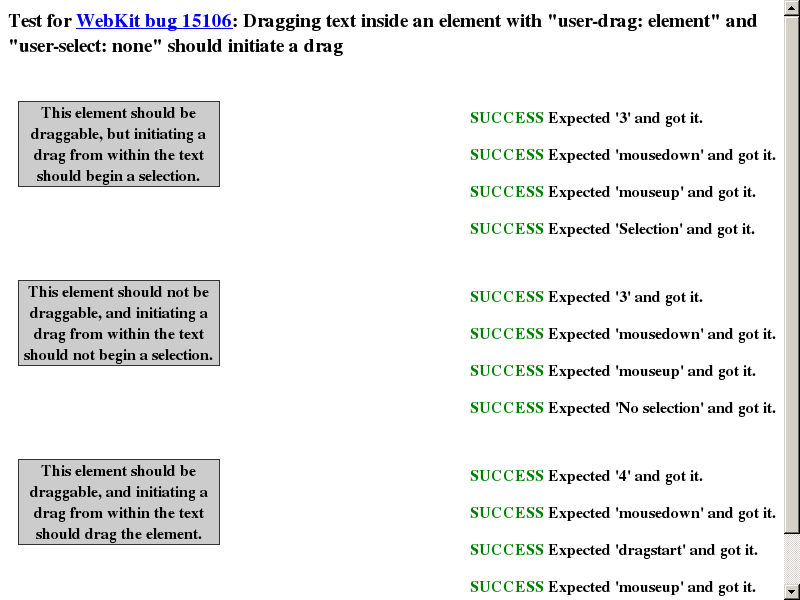 Test for WebKit bug 15106: Dragging text inside an element with "user-drag: element" and
"user-select: none" should initiate a drag
This element should be
draggable, but initiating a
drag from within the text
should begin a selection.
SUCCESS Expected '3' and got it.
SUCCESS Expected 'mousedown' and got it.
SUCCESS Expected 'mouseup' and got it.
SUCCESS Expected 'Selection' and got it.
This element should not be
draggable, and initiating a
drag from within the text
should not begin a selection.
SUCCESS Expected '3' and got it.
SUCCESS Expected 'mousedown' and got it.
SUCCESS Expected 'mouseup' and got it.
SUCCESS Expected 'No selection' and got it.
This element should be
draggable, and initiating a
drag from within the text
should drag the element.
SUCCESS Expected '4' and got it.
SUCCESS Expected 'mousedown' and got it.
SUCCESS Expected 'dragstart' and got it.
SUCCESS Expected 'mouseup' and got it.